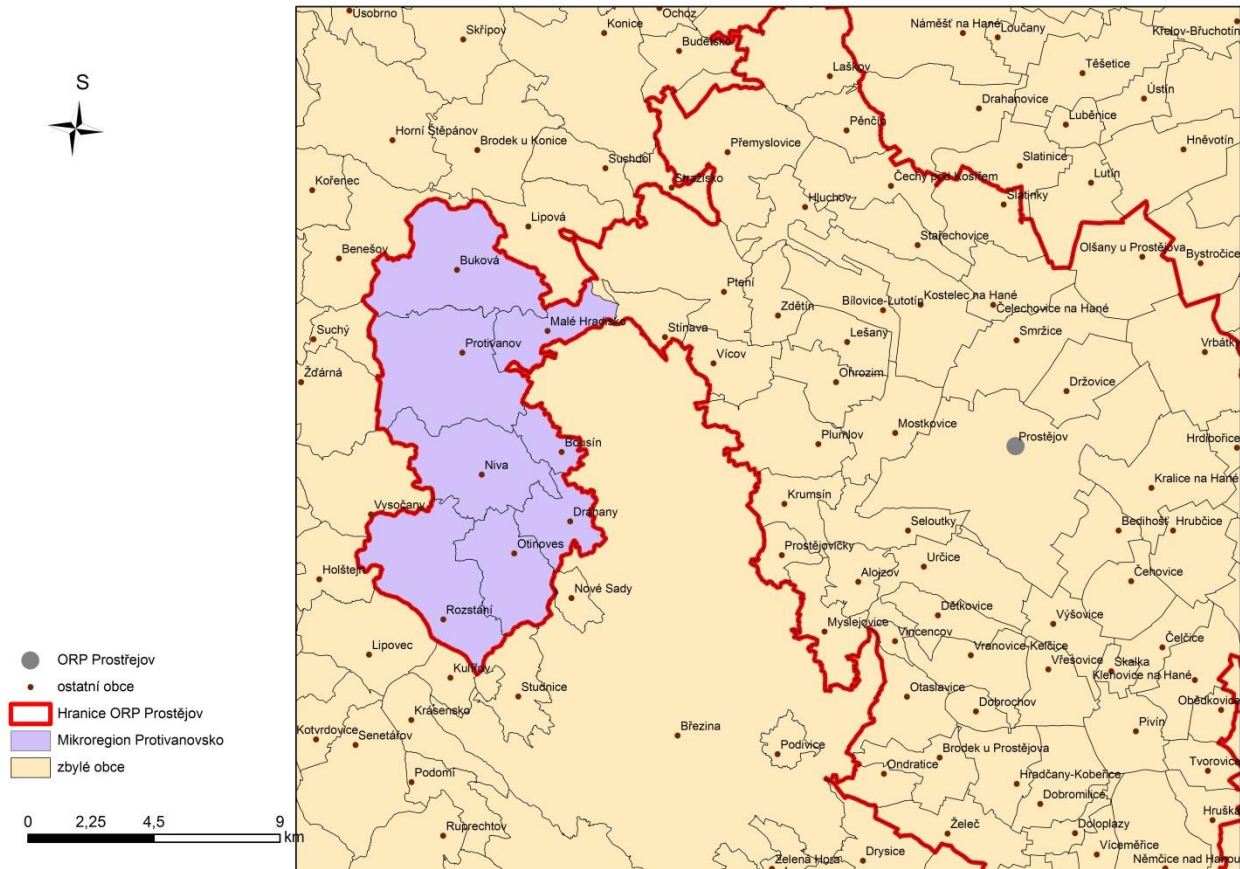 S
ORP Prostřejov
ostatní obce
Hranice ORP Prostějov
Mikroregion Protivanovsko
zbylé obce
0 2,25 4,5 9
km
Úsobrno
Skřípov
Konice
Ochoz
Budětsko
Náměšť na Hané
Loučany
Křelov-Břuchotín
Laškov
Těšetice
Ústín
Drahanovice
Luběnice
Horní Štěpánov
Brodek u Konice
Pěnčín
Přemyslovice
Hněvotín
Suchdol
Slatinice
Kořenec
Stražisko
Čechy pod Kosířem
Lutín
Hluchov
Slatinky
Lipová
Benešov
Stařechovice
Olšany u Prostějova
Bystročice
Buková
Ptení
Zdětín
Bílovice-Lutotín
Kostelec na Hané
Čelechovice na Hané
Suchý
Malé Hradisko
Stínava
Lešany
Smržice
Vrbátky
Protivanov
Vícov
Žďárná
Ohrozim
Držovice
Plumlov
Mostkovice
Prostějov
Hrdibořice
Bousín
Niva
Krumsín
Kralice na Hané
Vysočany
Drahany
Seloutky
Bedihošť
Hrubčice
Otinoves
Prostějovičky
Určice
Holštejn
Alojzov
Čehovice
Nové Sady
Rozstání
Dětkovice
Myslejovice
Vincencov
Výšovice
Lipovec
Vranovice-Kelčice
Čelčice
Kulířov
Vřesovice
Skalka
Klenovice na Hané
Studnice
Otaslavice
Dobrochov
Obědkovice
Krásensko
Březina
Pivín
Kotvrdovice
Senetářov
Podivice
Brodek u Prostějova
Podomí
Ondratice
Hradčany-Kobeřice
Tvorovice
Dobromilice
Ruprechtov
Želeč
Doloplazy
Hruška
Zelená Hora
Drysice
Víceměřice
Němčice nad Hanou